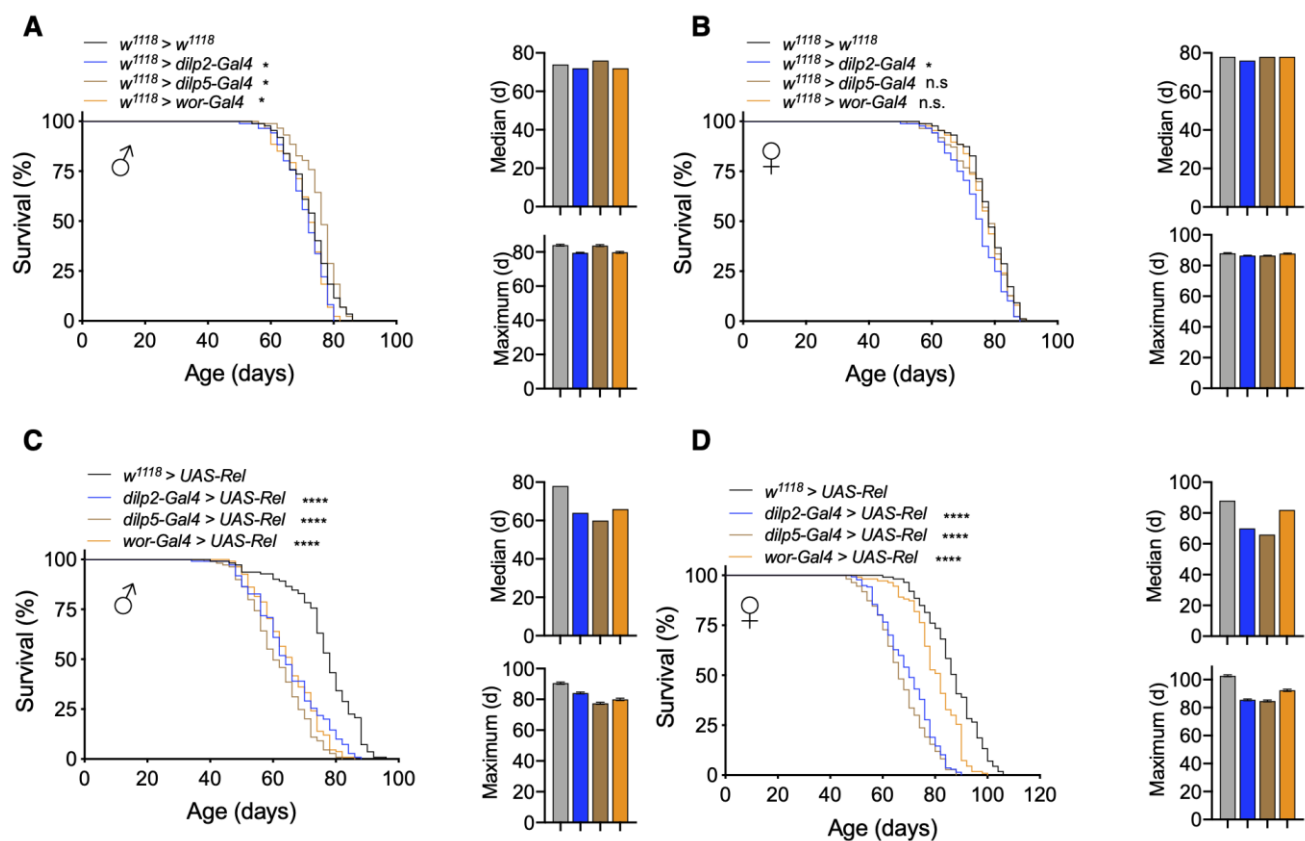 A
w1118 > w1118
w1118 > dilp2-Gal4 *
w1118 > dilp5-Gal4 *
w1118 > wor-Gal4 *
Survival (%)
100
75
50
25
0
♂
0 20 40 60 80 100
Age (days)
Median (d)
80
60
40
20
0
Maximum (d)
80
60
40
20
0
B
w1118 > w1118
w1118 > dilp2-Gal4 *
w1118 > dilp5-Gal4 n.s
w1118 > wor-Gal4 n.s.
Survival (%)
100
75
50
25
0
♀
0 20 40 60 80 100
Age (days)
Median (d)
80
60
40
20
0
Maximum (d)
100
80
60
40
20
0
C
w1118 > UAS-Rel
dilp2-Gal4 > UAS-Rel ****
dilp5-Gal4 > UAS-Rel ****
wor-Gal4 > UAS-Rel ****
Survival (%)
100
75
50
25
0
♂
0 20 40 60 80 100
Age (days)
Median (d)
80
60
40
20
0
Maximum (d)
100
80
60
40
20
0
D
w1118 > UAS-Rel
dilp2-Gal4 > UAS-Rel ****
dilp5-Gal4 > UAS-Rel ****
wor-Gal4 > UAS-Rel ****
Survival (%)
100
75
50
25
0
♀
0 20 40 60 80 100 120
Age (days)
Median (d)
100
80
60
40
20
0
Maximum (d)
100
80
60
40
20
0